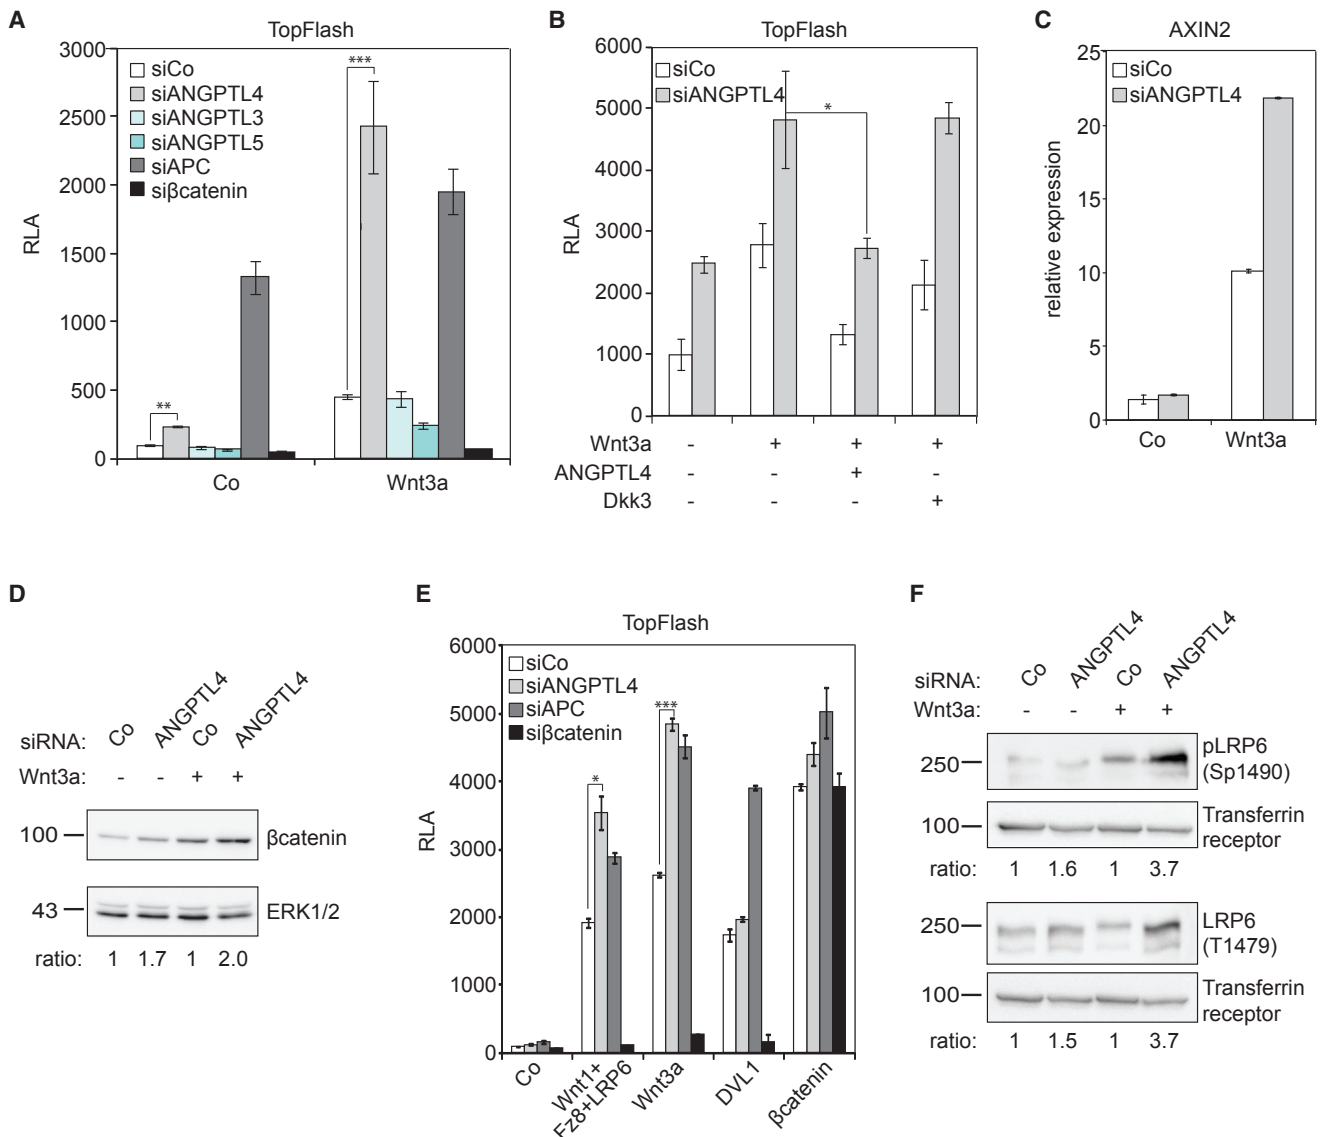 A
TopFlash
3000
2500
2000
1500
1000
500
0
RLA
siCo
siANGPTL4
siANGPTL3
siANGPTL5
siAPC
siβcatenin
**
***
Co
Wnt3a
B
TopFlash
6000
5000
4000
3000
2000
1000
0
RLA
siCo
siANGPTL4
*
Wnt3a - + + +
ANGPTL4 - - + -
Dkk3 - - - +
C
AXIN2
25
20
15
10
5
0
relative expression
siCo
siANGPTL4
Co
Wnt3a
D
siRNA: Co ANGPTL4 Co ANGPTL4
Wnt3a: - - + +
100
βcatenin
43
ERK1/2
ratio: 1 1.7 1 2.0
E
TopFlash
6000
5000
4000
3000
2000
1000
0
RLA
siCo
siANGPTL4
siAPC
siβcatenin
*
***
Co
Wnt1+
Fz8+LRP6
Wnt3a
DVL1
βcatenin
F
siRNA: Co ANGPTL4 Co ANGPTL4
Wnt3a: - - + +
250
pLRP6
(Sp1490)
100
Transferrin
receptor
ratio: 1 1.6 1 3.7
250
LRP6
(T1479)
100
Transferrin
receptor
ratio: 1 1.5 1 3.7